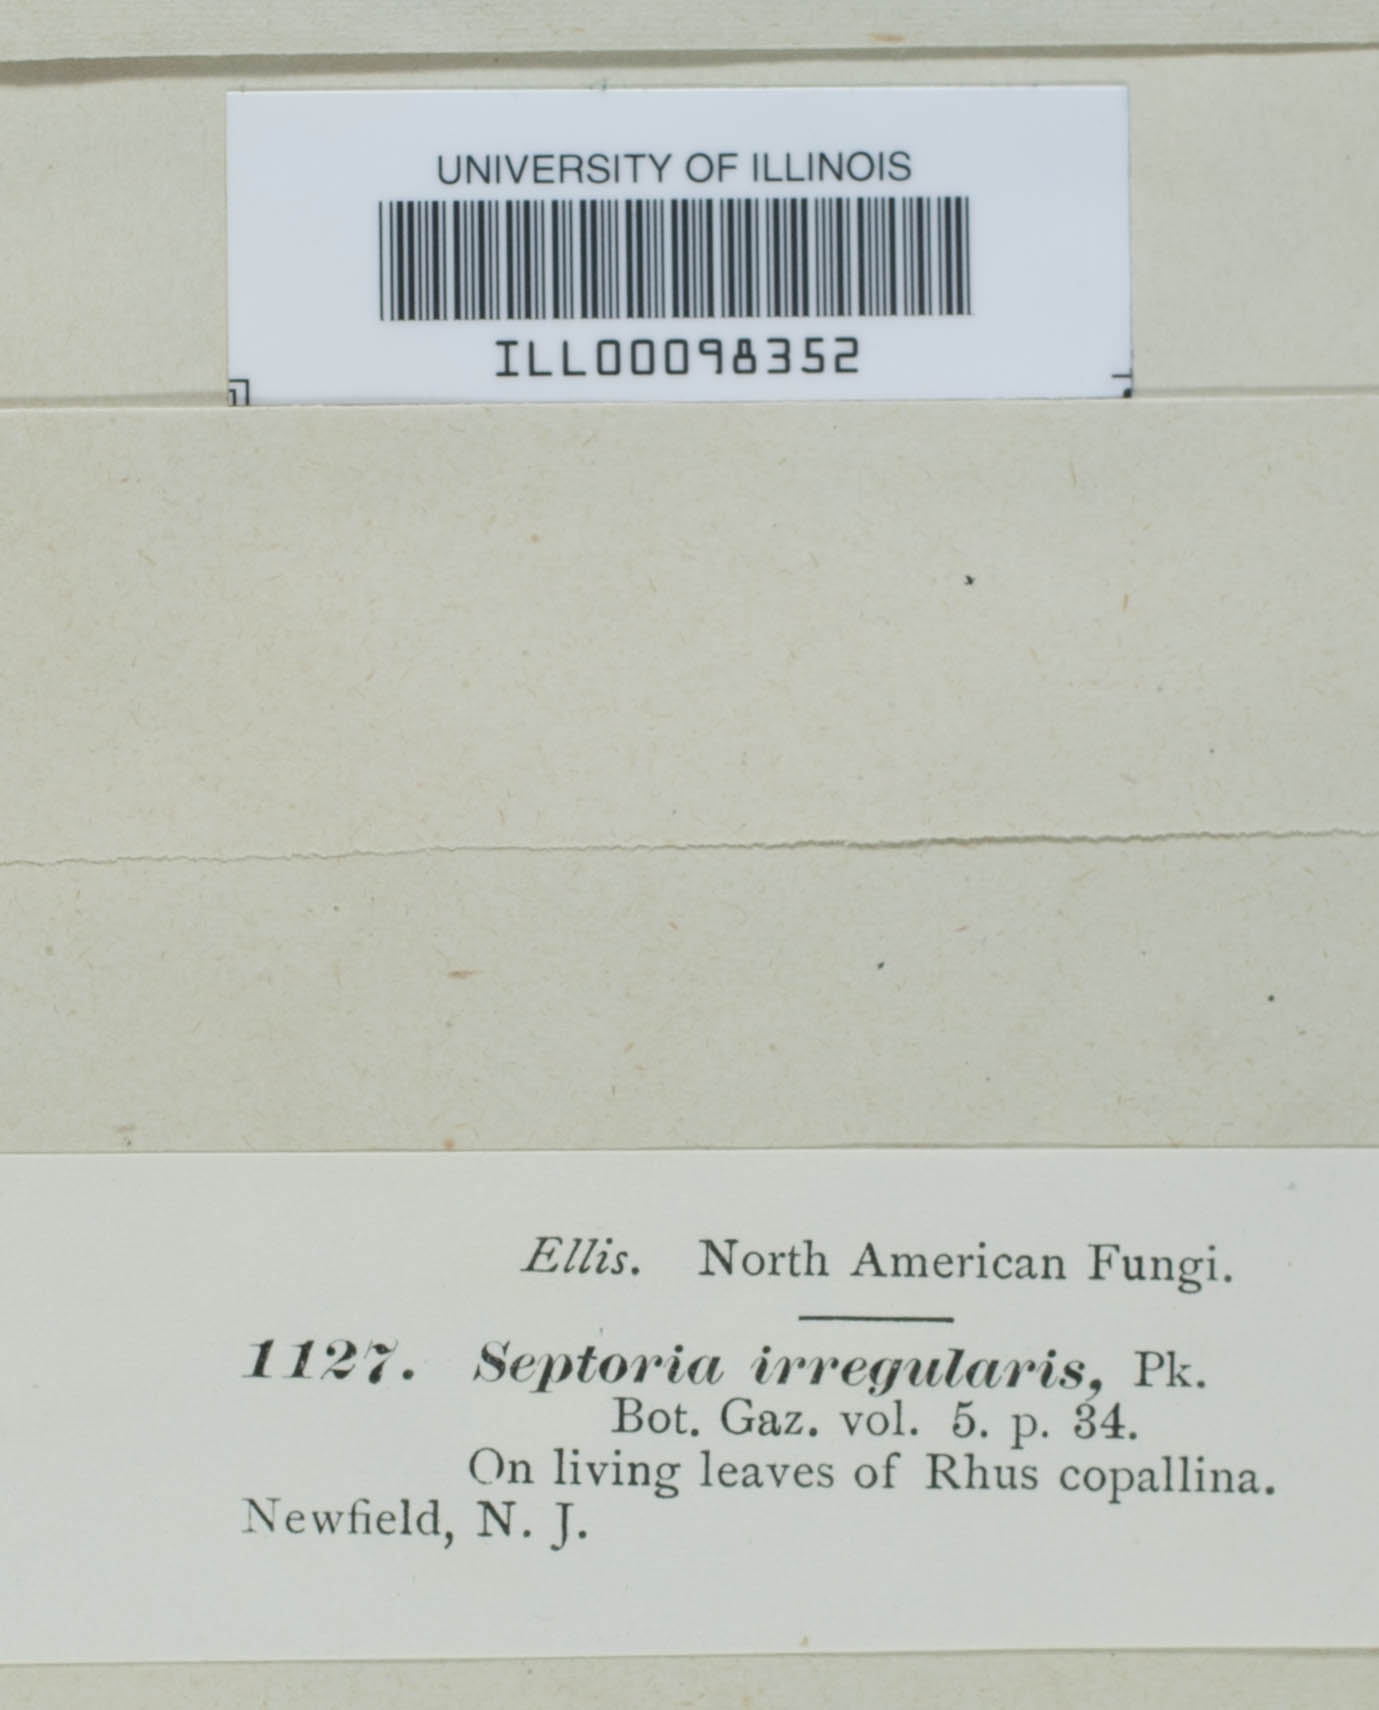 UNIVERSITY OF ILLINOIS
ILL00098352
Ellis. North American Fungi.
1127. Septoria irregularis, Pk.
Bot. Gaz. vol. 5. p. 34.
On living leaves of Rhus copallina.
Newfield, N. J.